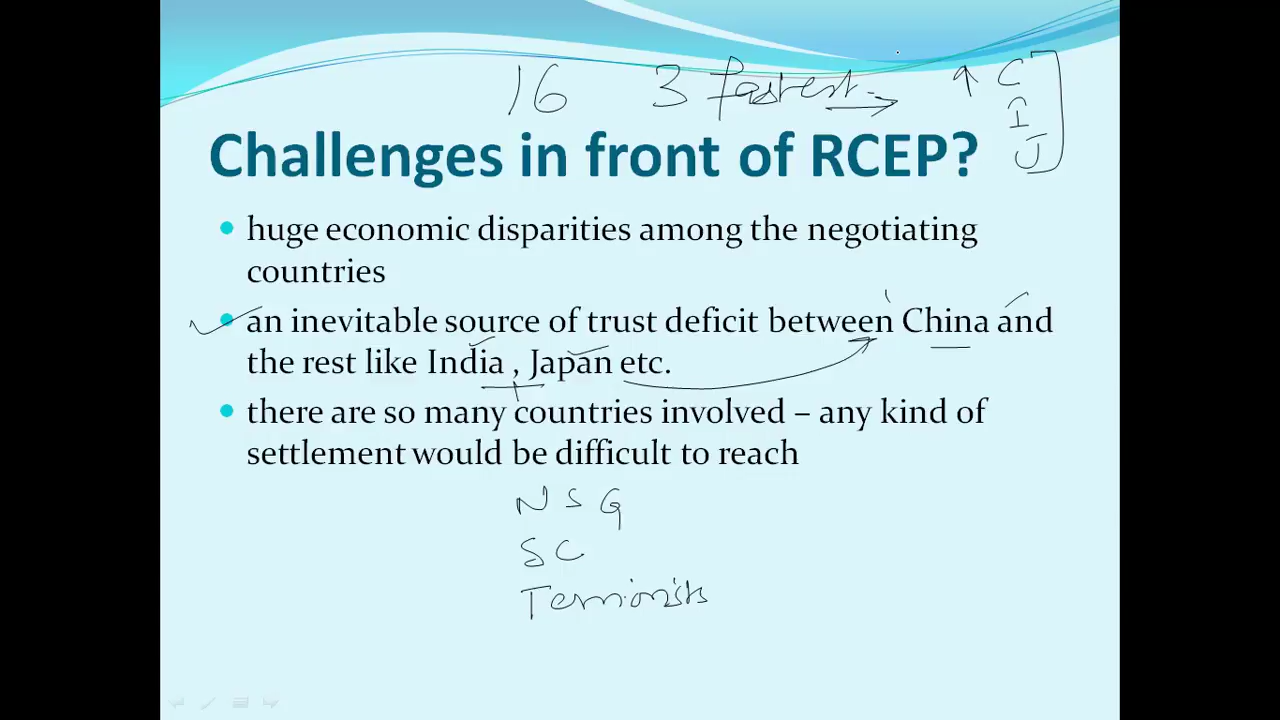 16 3 fastest ↑ C
I
J
Challenges in front of RCEP?
• huge economic disparities among the negotiating
countries
• an inevitable source of trust deficit between China and
the rest like India , Japan etc.
• there are so many countries involved – any kind of
settlement would be difficult to reach
N S G
S C
Terrorists